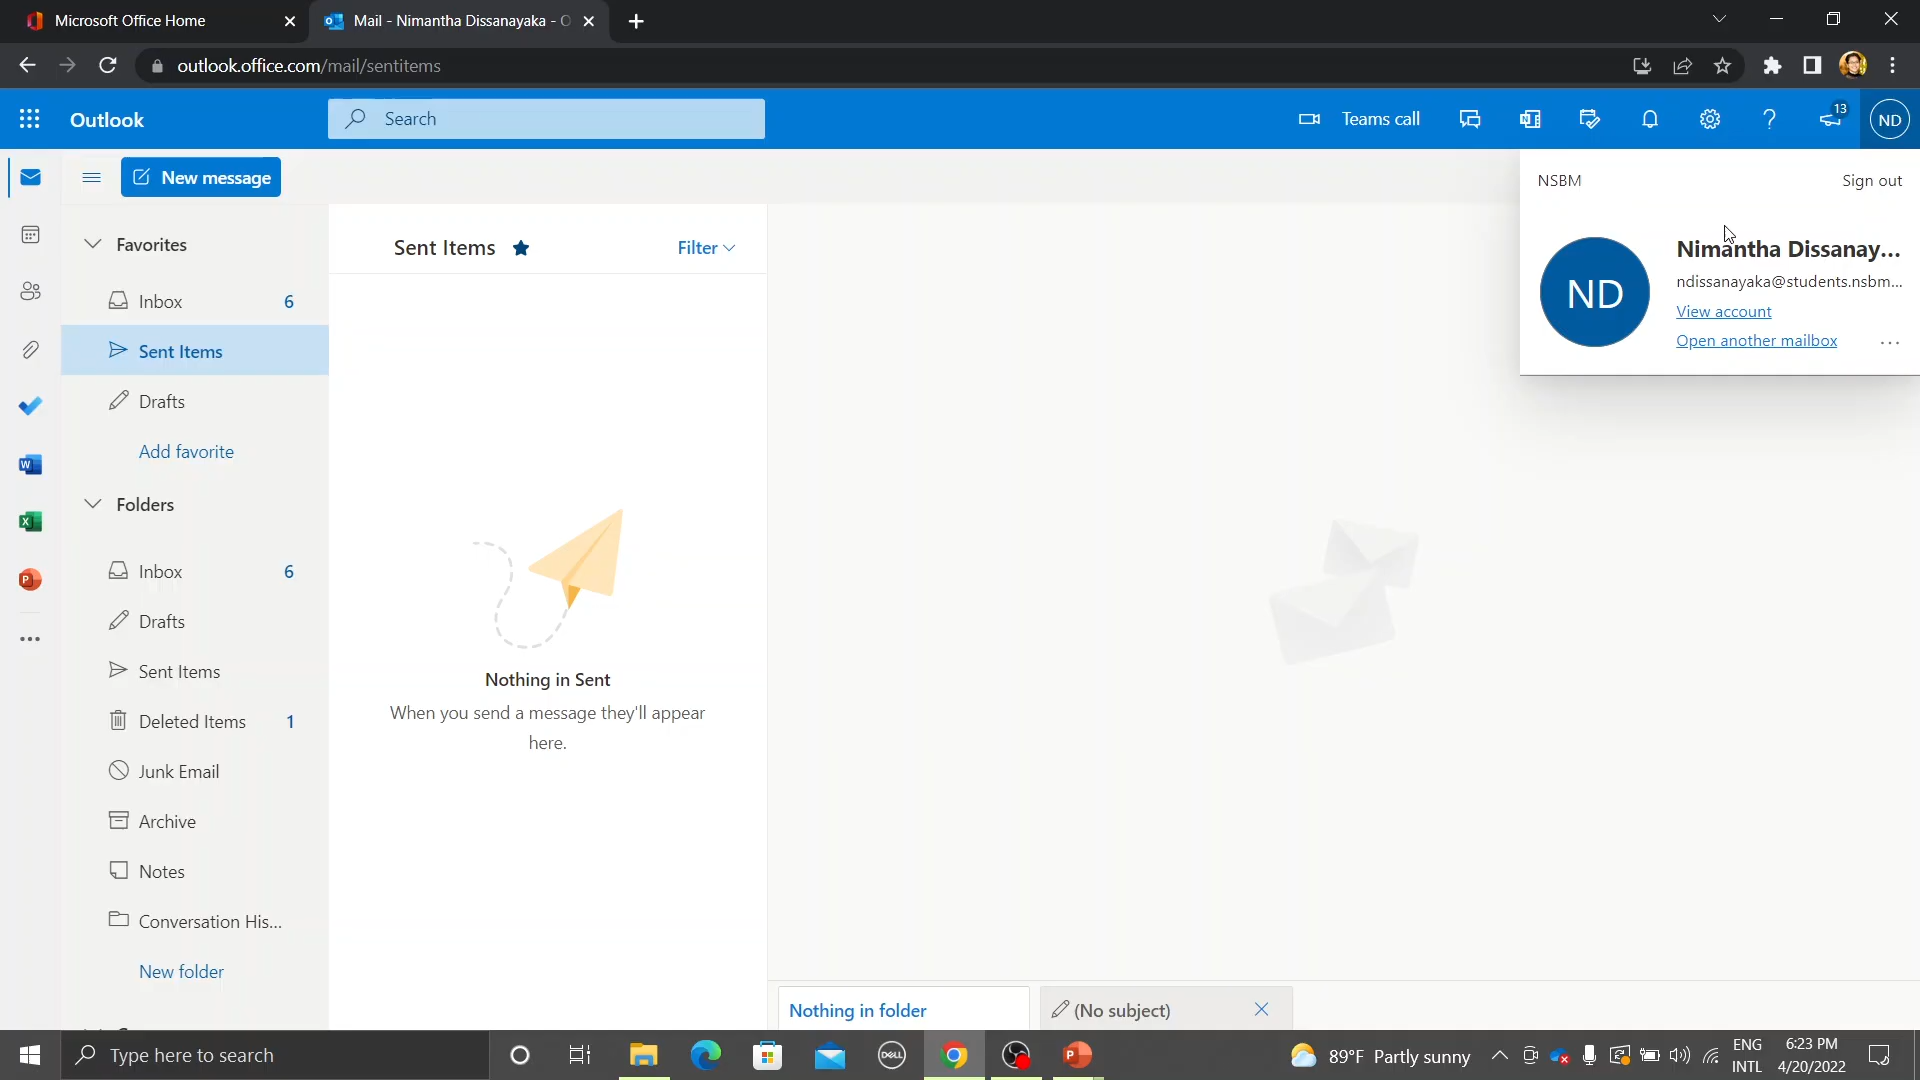 Microsoft Office Home
Mail - Nimantha Dissanayaka - O
outlook.office.com/mail/sentitems
Outlook
Search
Teams call
13
ND
New message
NSBM
Sign out
Favorites
Sent Items
Filter
Nimantha Dissanay...
ndissanayaka@students.nsbm...
View account
Open another mailbox
ND
Inbox 6
Sent Items
Drafts
Add favorite
Folders
Inbox 6
Drafts
Sent Items
Deleted Items 1
Junk Email
Archive
Notes
Conversation His...
New folder
Nothing in Sent
When you send a message they'll appear
here.
Nothing in folder
(No subject)
Type here to search
DELL
89°F Partly sunny
ENG
INTL
6:23 PM
4/20/2022